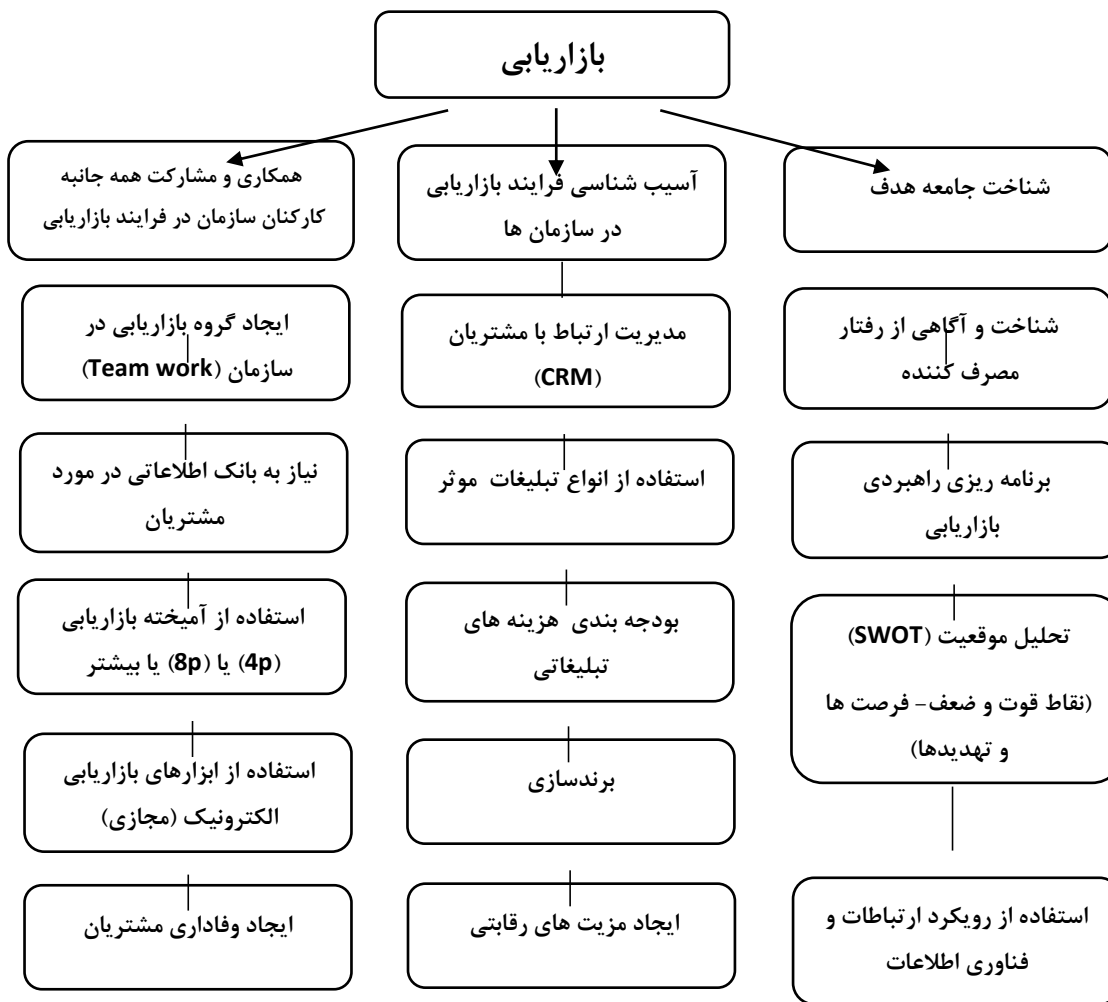 بازاریابی
شناخت جامعه هدف
شناخت و آگاهی از رفتار
مصرف کننده
برنامه ریزی راهبردی
بازاریابی
تحلیل موقعیت (SWOT)
(نقاط قوت و ضعف- فرصت ها
و تهدیدها)
استفاده از رویکرد ارتباطات و
فناوری اطلاعات
آسیب شناسی فرایند بازاریابی
در سازمان ها
مدیریت ارتباط با مشتریان
(CRM)
استفاده از انواع تبلیغات موثر
بودجه بندی هزینه های
تبلیغاتی
برندسازی
ایجاد مزیت های رقابتی
همکاری و مشارکت همه جانبه
کارکنان سازمان در فرایند بازاریابی
ایجاد گروه بازاریابی در
سازمان (Team work)
نیاز به بانک اطلاعاتی در مورد
مشتریان
استفاده از آمیخته بازاریابی
(4p) یا (8p) یا بیشتر
استفاده از ابزارهای بازاریابی
الکترونیک (مجازی)
ایجاد وفاداری مشتریان